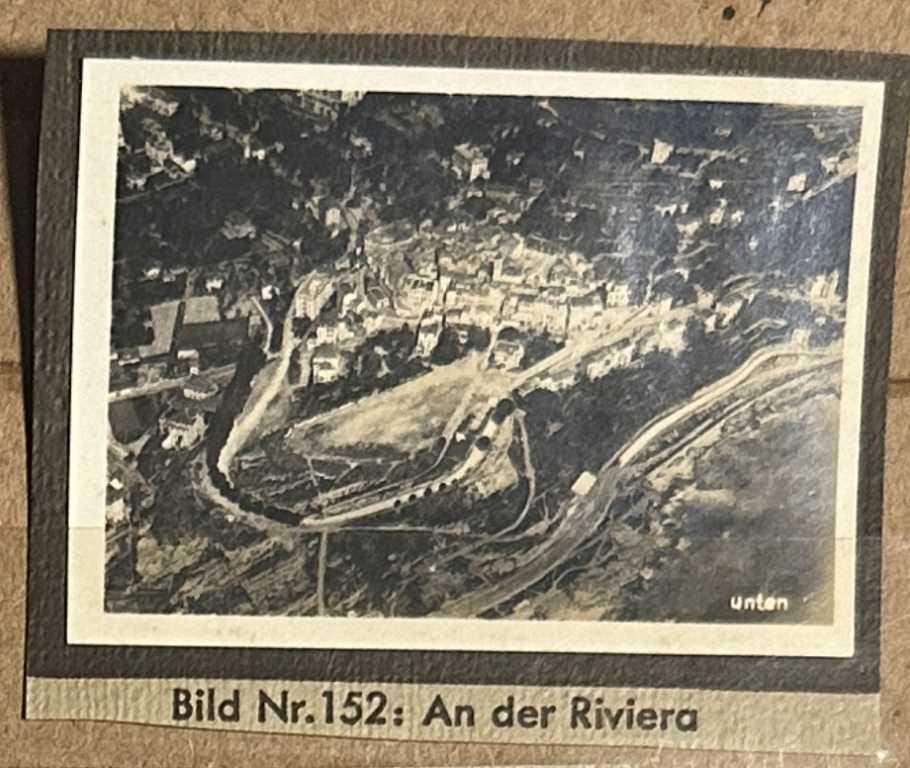 unten
Bild Nr.152: An der Riviera